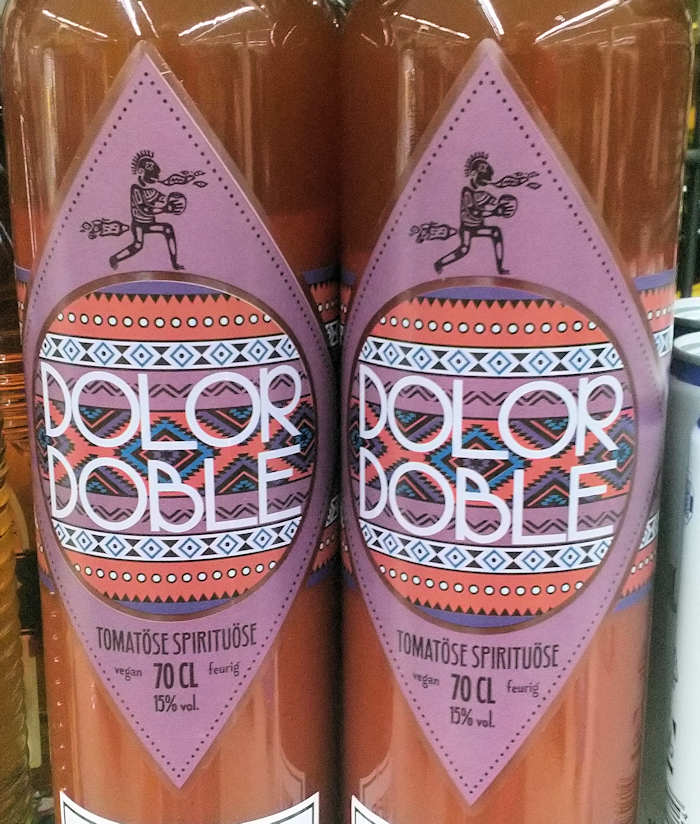 DOLOR
DOBLE
TOMATÖSE SPIRITUÖSE
vegan 70 CL feurig
15% vol.
DOLOR
DOBLE
TOMATÖSE SPIRITUÖSE
vegan 70 CL feurig
15% vol.